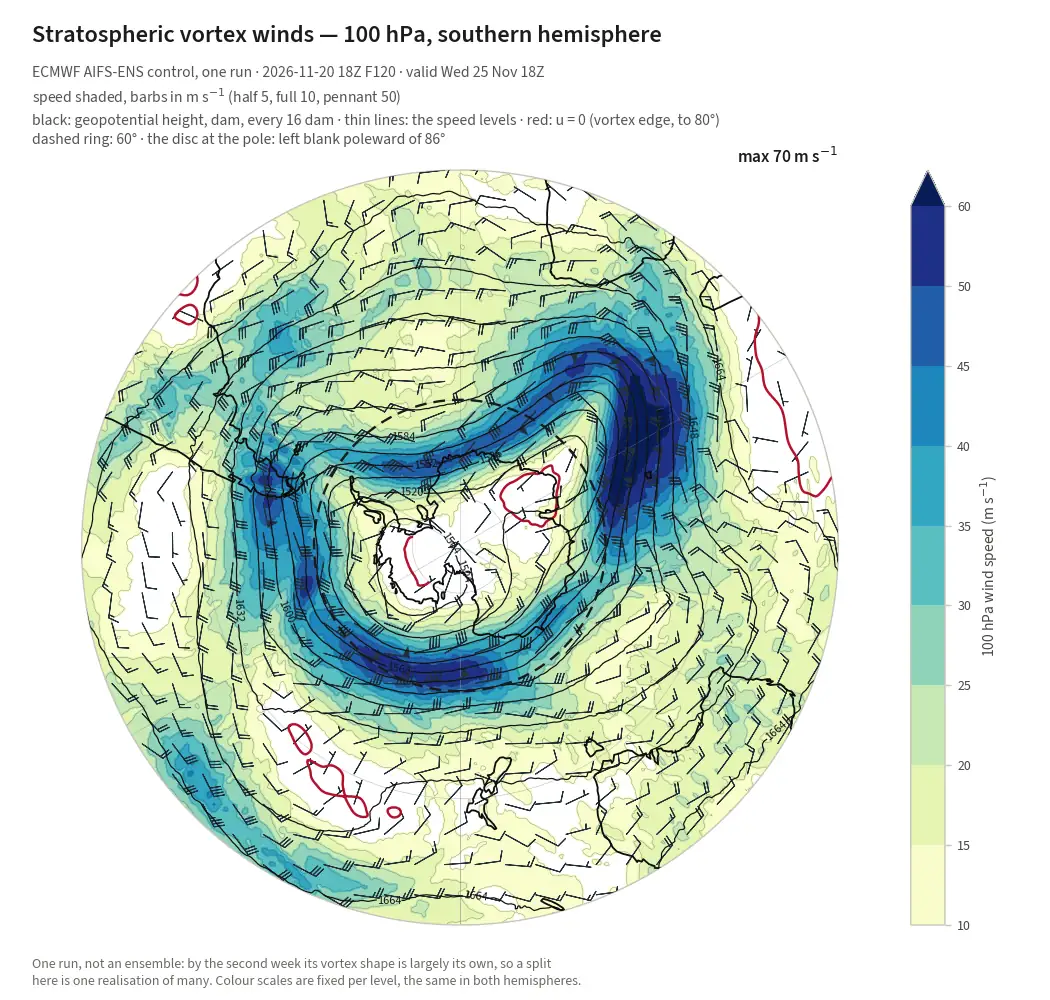 Stratospheric vortex winds — 100 hPa, southern hemisphere
ECMWF AIFS-ENS control, one run · 2026-11-20 18Z F120 · valid Wed 25 Nov 18Z
speed shaded, barbs in m s⁻¹ (half 5, full 10, pennant 50)
black: geopotential height, dam, every 16 dam · thin lines: the speed levels · red: u = 0 (vortex edge, to 80°)
dashed ring: 60° · the disc at the pole: left blank poleward of 86°
max 70 m s⁻¹
60
50
45
40
35
30
25
20
15
10
100 hPa wind speed (m s⁻¹)
1664
1648
1584
1520
1632
1600
1664
1664
1664
One run, not an ensemble: by the second week its vortex shape is largely its own, so a split
here is one realisation of many. Colour scales are fixed per level, the same in both hemispheres.